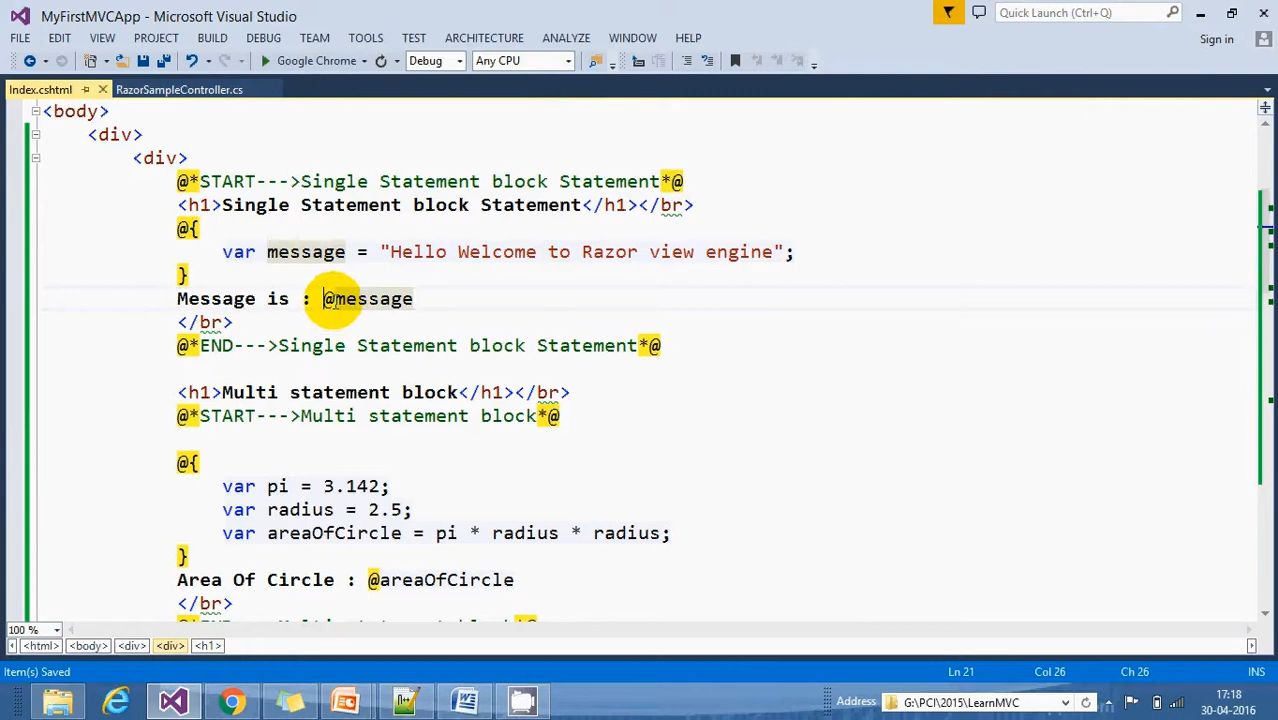 MyFirstMVCApp - Microsoft Visual Studio
Quick Launch (Ctrl+Q)
FILE EDIT VIEW PROJECT BUILD DEBUG TEAM TOOLS TEST ARCHITECTURE ANALYZE WINDOW HELP
Sign in
Google Chrome Debug Any CPU
Index.cshtml RazorSampleController.cs
<body>
<div>
<div>
@*START--->Single Statement block Statement*@
<h1>Single Statement block Statement</h1></br>
@{
var message = "Hello Welcome to Razor view engine";
}
Message is : @message
</br>
@*END--->Single Statement block Statement*@
<h1>Multi statement block</h1></br>
@*START--->Multi statement block*@
@{
var pi = 3.142;
var radius = 2.5;
var areaOfCircle = pi * radius * radius;
}
Area Of Circle : @areaOfCircle
</br>
100 %
<html> <body> <div> <div> <h1>
Item(s) Saved Ln 21 Col 26 Ch 26 INS
Address G:\PCI\2015\LearnMVC
17:18
30-04-2016